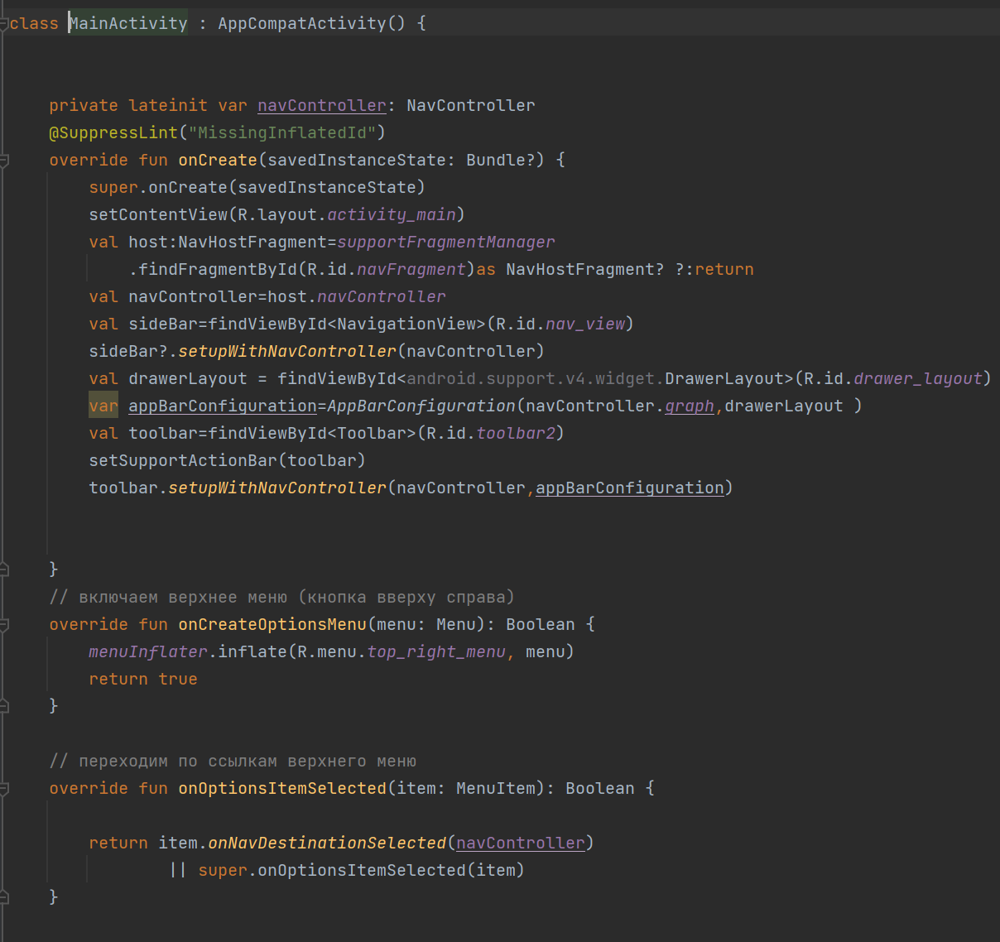 class MainActivity : AppCompatActivity() {
private lateinit var navController: NavController
@SuppressLint("MissingInflatedId")
override fun onCreate(savedInstanceState: Bundle?) {
super.onCreate(savedInstanceState)
setContentView(R.layout.activity_main)
val host:NavHostFragment=supportFragmentManager
.findFragmentById(R.id.navFragment)as NavHostFragment? ?:return
val navController=host.navController
val sideBar=findViewById<NavigationView>(R.id.nav_view)
sideBar?.setupWithNavController(navController)
val drawerLayout = findViewById<android.support.v4.widget.DrawerLayout>(R.id.drawer_layout)
var appBarConfiguration=AppBarConfiguration(navController.graph,drawerLayout )
val toolbar=findViewById<Toolbar>(R.id.toolbar2)
setSupportActionBar(toolbar)
toolbar.setupWithNavController(navController,appBarConfiguration)
}
// включаем верхнее меню (кнопка вверху справа)
override fun onCreateOptionsMenu(menu: Menu): Boolean {
menuInflater.inflate(R.menu.top_right_menu, menu)
return true
}
// переходим по ссылкам верхнего меню
override fun onOptionsItemSelected(item: MenuItem): Boolean {
return item.onNavDestinationSelected(navController)
|| super.onOptionsItemSelected(item)
}